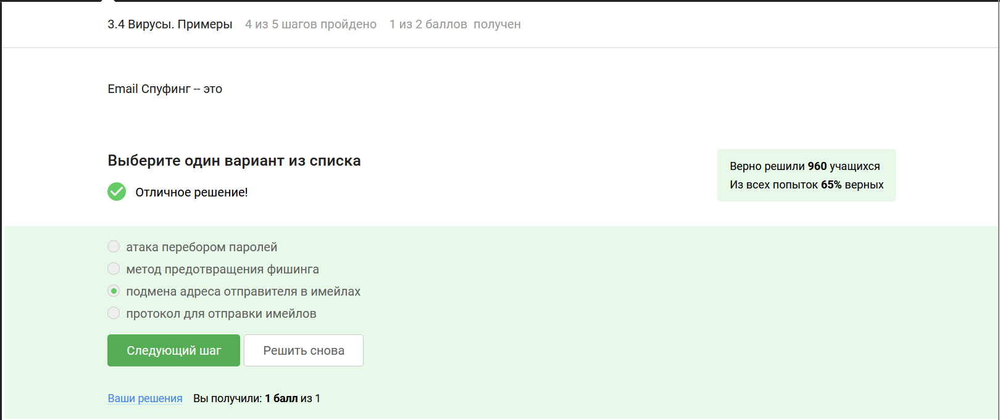 3.4 Вирусы. Примеры 4 из 5 шагов пройдено 1 из 2 баллов получен
Email Спуфинг -- это
Выберите один вариант из списка
Отличное решение!
Верно решили 960 учащихся
Из всех попыток 65% верных
атака перебором паролей
метод предотвращения фишинга
подмена адреса отправителя в имейлах
протокол для отправки имейлов
Следующий шаг Решить снова
Ваши решения Вы получили: 1 балл из 1